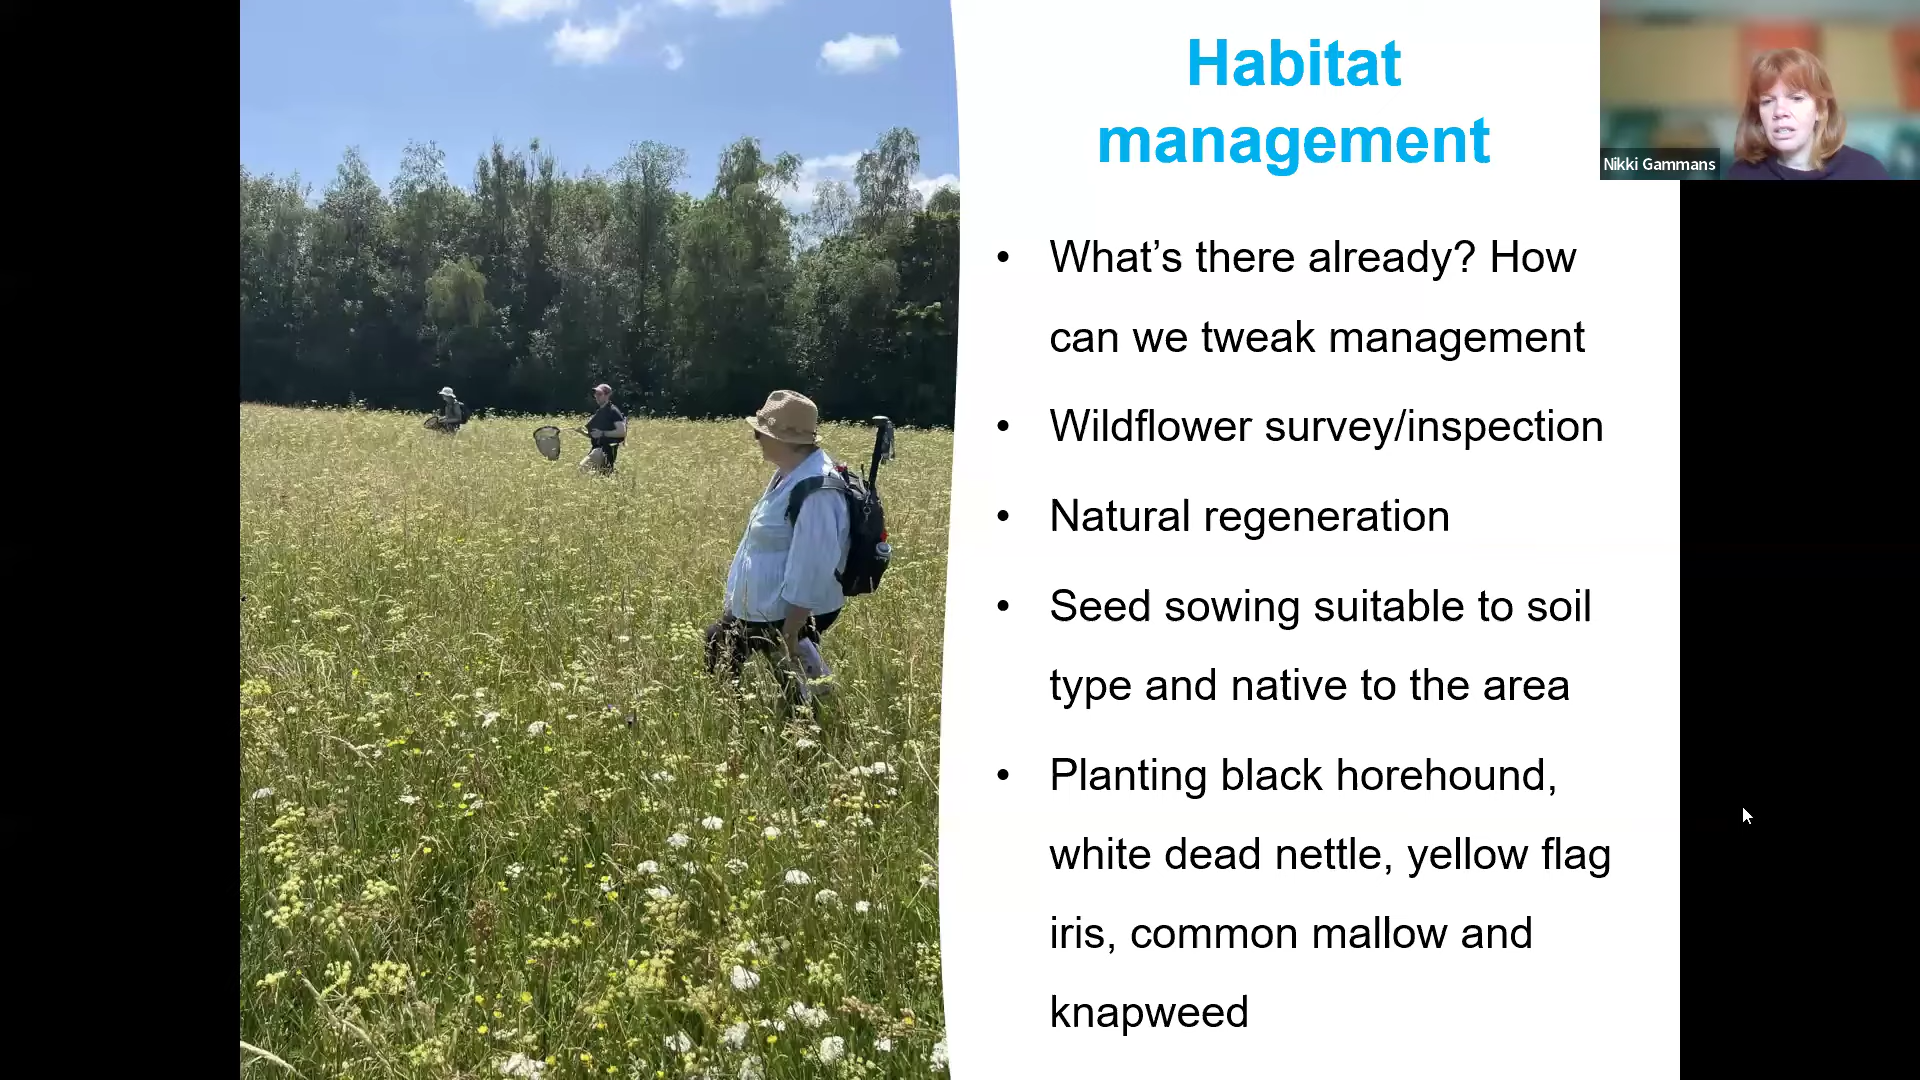 Habitat
management
Nikki Gammans
• What’s there already? How
can we tweak management
• Wildflower survey/inspection
• Natural regeneration
• Seed sowing suitable to soil
type and native to the area
• Planting black horehound,
white dead nettle, yellow flag
iris, common mallow and
knapweed